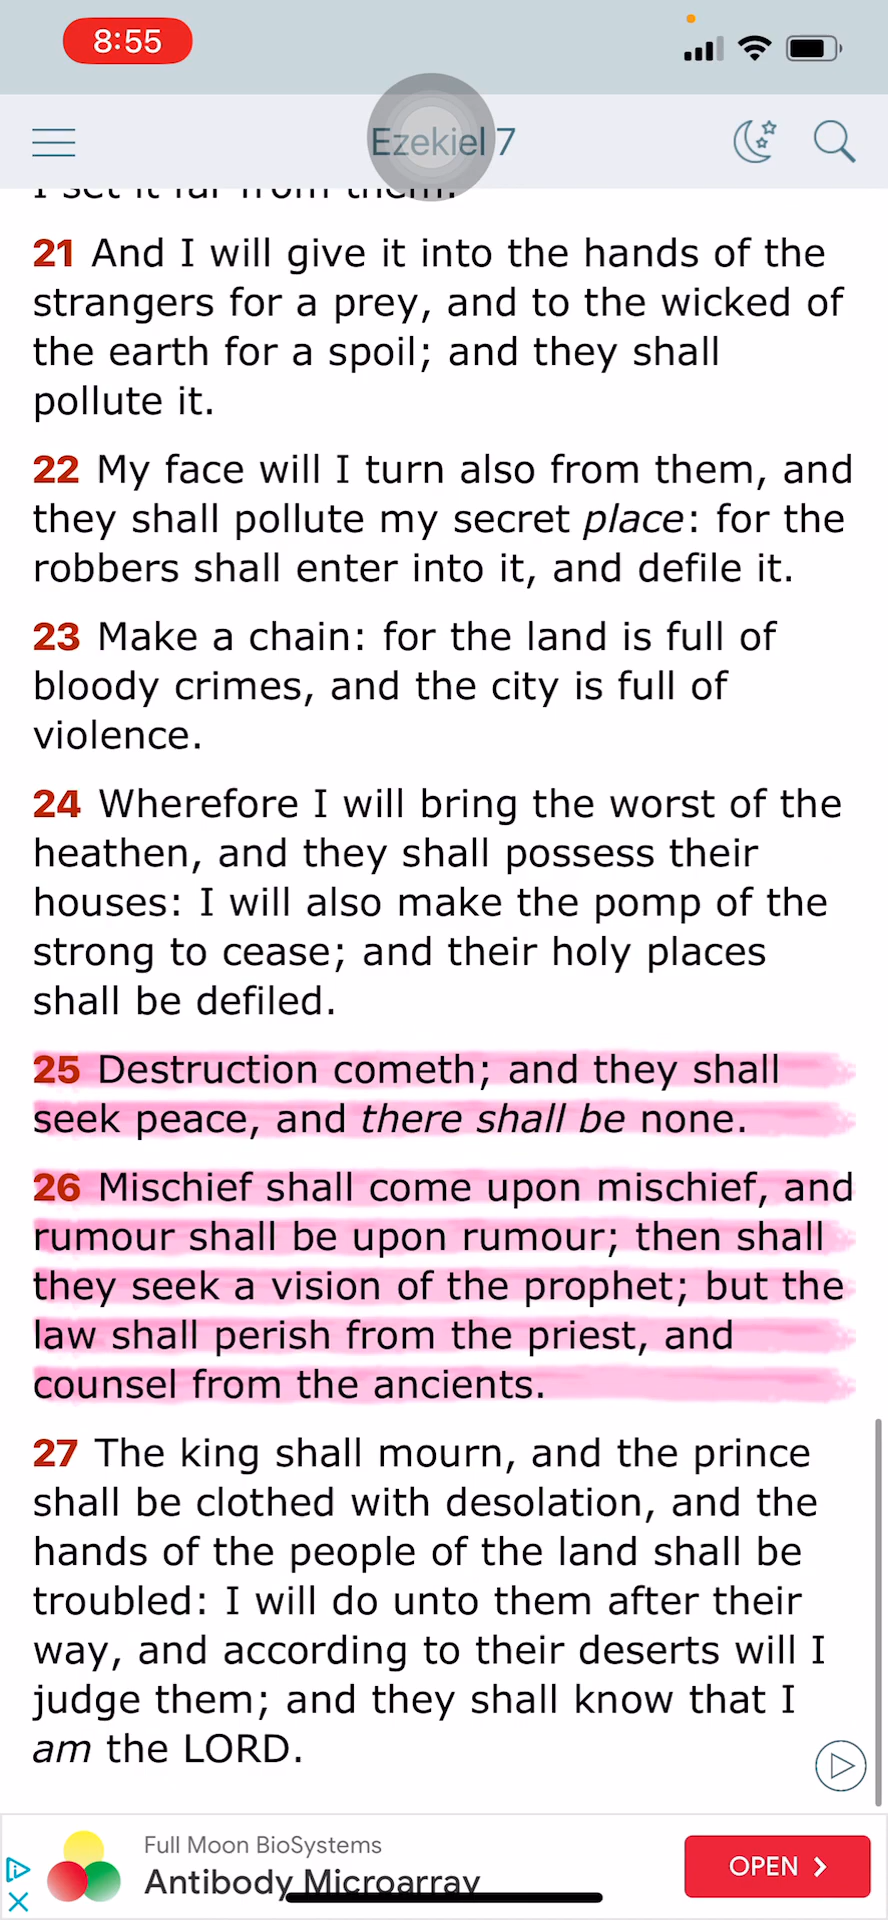 8:55
Ezekiel 7
I set it far from them.
21 And I will give it into the hands of the
strangers for a prey, and to the wicked of
the earth for a spoil; and they shall
pollute it.
22 My face will I turn also from them, and
they shall pollute my secret place: for the
robbers shall enter into it, and defile it.
23 Make a chain: for the land is full of
bloody crimes, and the city is full of
violence.
24 Wherefore I will bring the worst of the
heathen, and they shall possess their
houses: I will also make the pomp of the
strong to cease; and their holy places
shall be defiled.
25 Destruction cometh; and they shall
seek peace, and there shall be none.
26 Mischief shall come upon mischief, and
rumour shall be upon rumour; then shall
they seek a vision of the prophet; but the
law shall perish from the priest, and
counsel from the ancients.
27 The king shall mourn, and the prince
shall be clothed with desolation, and the
hands of the people of the land shall be
troubled: I will do unto them after their
way, and according to their deserts will I
judge them; and they shall know that I
am the LORD.
Full Moon BioSystems
Antibody Microarray
OPEN